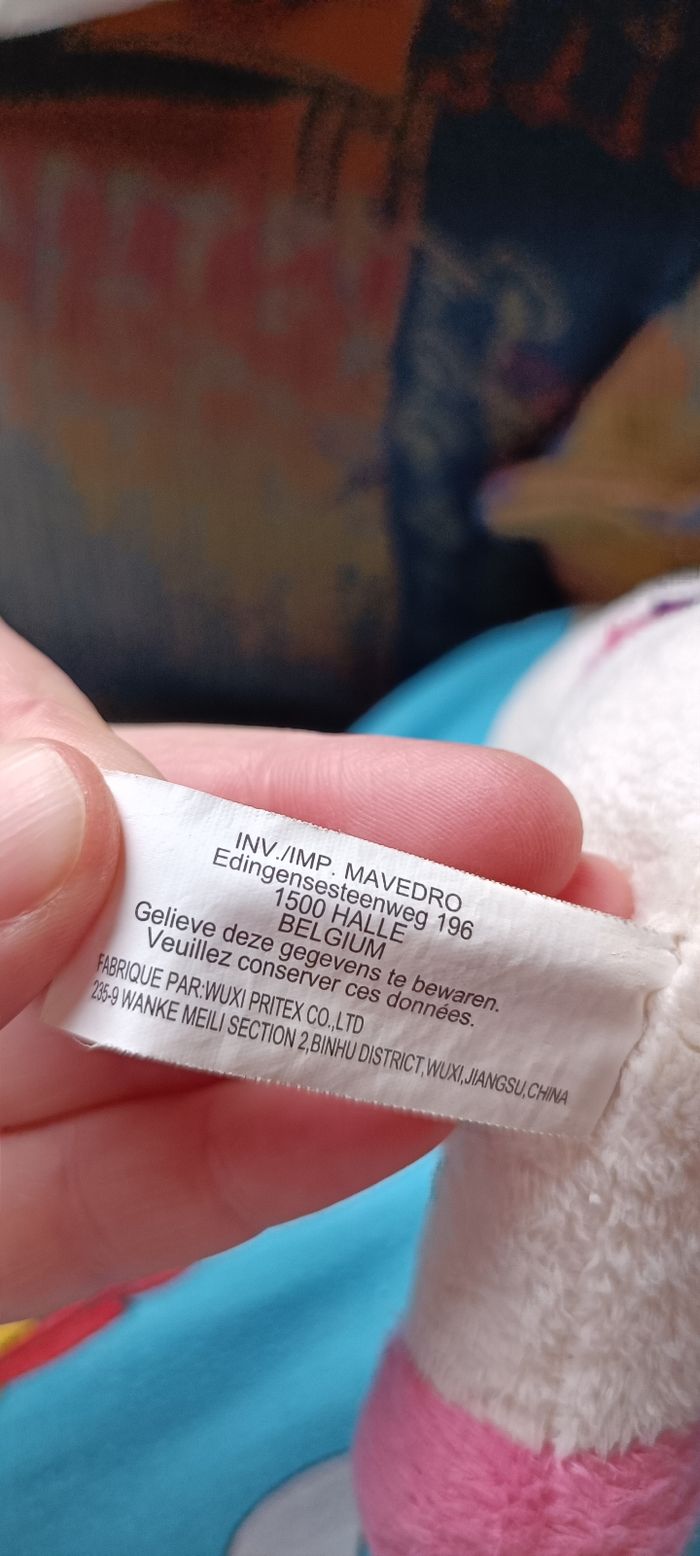 INV./IMP. MAVEDRO
Edingensesteenweg 196
1500 HALLE
BELGIUM
Gelieve deze gegevens te bewaren.
Veuillez conserver ces données.
FABRIQUE PAR:WUXI PRITEX CO.,LTD
235-9 WANKE MEILI SECTION 2,BINHU DISTRICT,WUXI,JIANGSU,CHINA